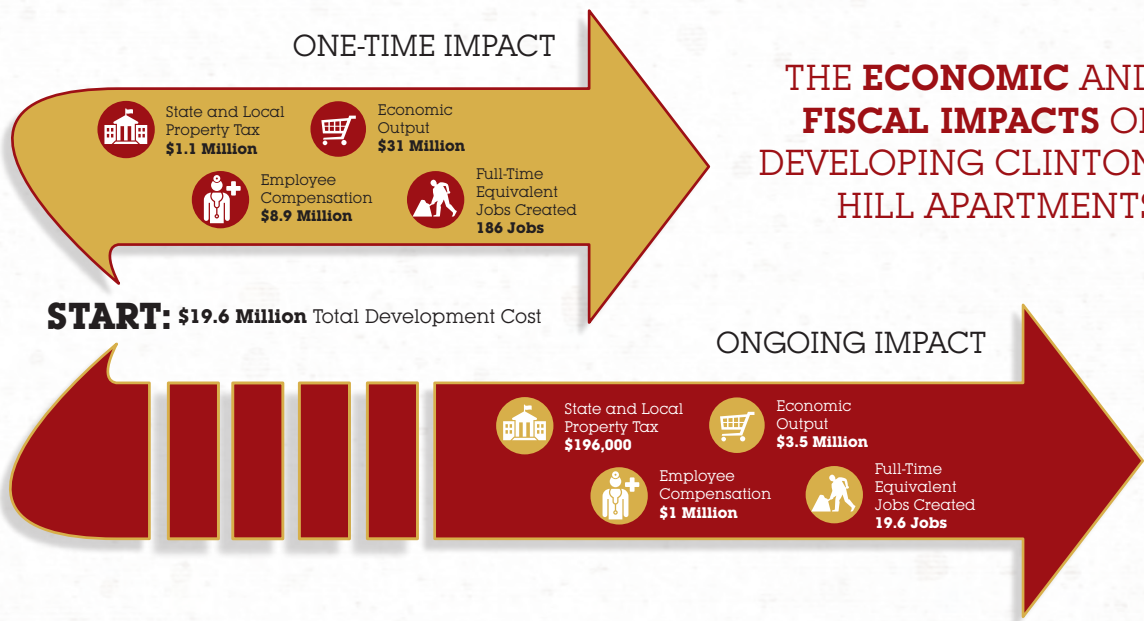 ONE-TIME IMPACT
State and Local
Property Tax
$1.1 Million
Economic
Output
$31 Million
Employee
Compensation
$8.9 Million
Full-Time
Equivalent
Jobs Created
186 Jobs
THE ECONOMIC AND
FISCAL IMPACTS O
DEVELOPING CLINTON
HILL APARTMENTS
START: $19.6 Million Total Development Cost
ONGOING IMPACT
State and Local
Property Tax
$196,000
Economic
Output
$3.5 Million
Employee
Compensation
$1 Million
Full-Time
Equivalent
Jobs Created
19.6 Jobs